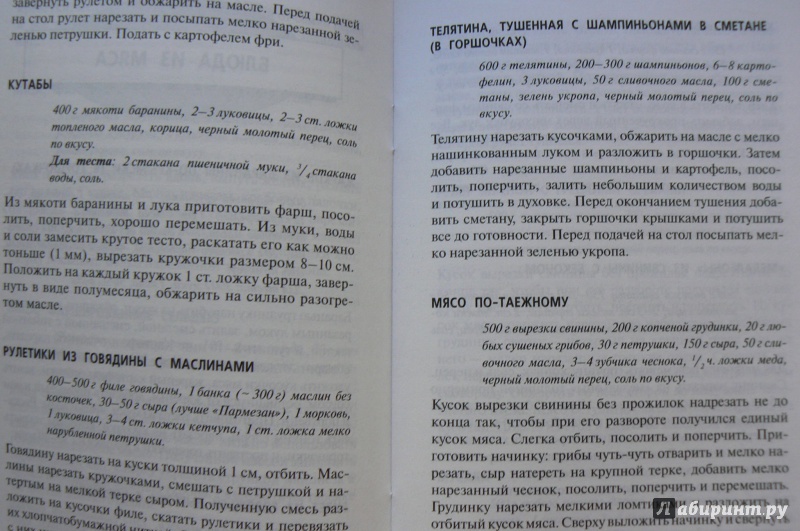 завернуть рулетом и обжарить на масле. Перед подачей
на стол рулет нарезать и посыпать мелко нарезанной зе-
ленью петрушки. Подать с картофелем фри.
КУТАБЫ
400 г мякоти баранины, 2–3 луковицы, 2–3 ст. ложки
топленого масла, корица, черный молотый перец, соль
по вкусу.
Для теста: 2 стакана пшеничной муки, 3/4 стакана
воды, соль.
Из мякоти баранины и лука приготовить фарш, посо-
лить, поперчить, хорошо перемешать. Из муки, воды
и соли замесить крутое тесто, раскатать его как можно
тоньше (1 мм), вырезать кружочки размером 8–10 см.
Положить на каждый кружок 1 ст. ложку фарша, завер-
нуть в виде полумесяца, обжарить на сильно разогре-
том масле.
РУЛЕТИКИ ИЗ ГОВЯДИНЫ С МАСЛИНАМИ
400–500 г филе говядины, 1 банка (~ 300 г) маслин без
косточек, 30–50 г сыра (лучше «Пармезан»), 1 морковь,
1 луковица, 3–4 ст. ложки кетчупа, 1 ст. ложка мелко
нарубленной петрушки.
Говядину нарезать на куски толщиной 1 см, отбить. Мас-
лины нарезать кружочками, смешать с петрушкой и на-
тертым на мелкой терке сыром. Полученную смесь раз-
ложить на кусочки филе, скатать рулетики и перевязать
их хлопчатобумажной
ТЕЛЯТИНА, ТУШЕННАЯ С ШАМПИНЬОНАМИ В СМЕТАНЕ
(В ГОРШОЧКАХ)
600 г телятины, 200–300 г шампиньонов, 6–8 карто-
фелин, 3 луковицы, 50 г сливочного масла, 100 г сме-
таны, зелень укропа, черный молотый перец, соль по
вкусу.
Телятину нарезать кусочками, обжарить на масле с мелко
нашинкованным луком и разложить в горшочки. Затем
добавить нарезанные шампиньоны и картофель, посо-
лить, поперчить, залить небольшим количеством воды
и потушить в духовке. Перед окончанием тушения доба-
вить сметану, закрыть горшочки крышками и потушить
все до готовности. Перед подачей на стол посыпать мел-
ко нарезанной зеленью укропа.
МЯСО ПО-ТАЕЖНОМУ
500 г вырезки свинины, 200 г копченой грудинки, 20 г лю-
бых сушеных грибов, 30 г петрушки, 150 г сыра, 50 г сли-
вочного масла, 3–4 зубчика чеснока, 1/2 ч. ложки меда,
черный молотый перец, соль по вкусу.
Кусок вырезки свинины без прожилок надрезать не до
конца так, чтобы при его развороте получился единый
кусок мяса. Слегка отбить, посолить и поперчить. При-
готовить начинку: грибы чуть-чуть отварить и мелко на-
резать, сыр натереть на крупной терке, добавить мелко
нарезанный чеснок, посолить, поперчить и перемешать.
Грудинку нарезать мелкими ломтиками, разложить на
отбитый кусок мяса. Сверху выложить начинку и свернуть
Лабиринт.ру